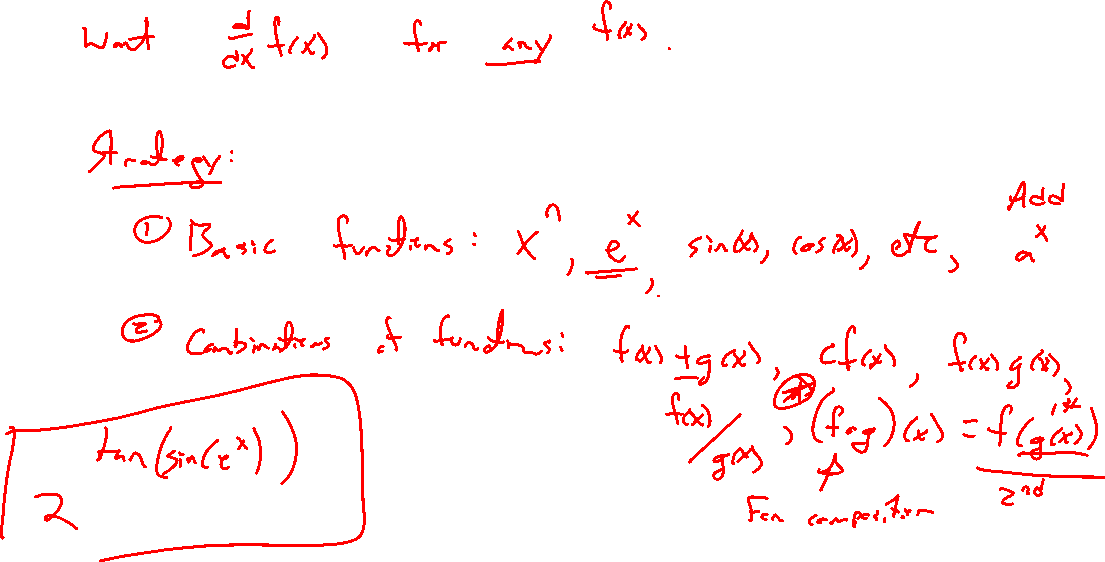 Want d/dx f(x) for any f(x).
Strategy:
Add
① Basic functions: x^n, e^x, sin(x), cos(x), etc, a^x
② Combinations of functions: f(x) ± g(x), cf(x), f(x) g(x),
f(x)/g(x), (f∘g)(x) = f(g(x)) 1st
2nd
Fcn composition
2^tan(sin(e^x))